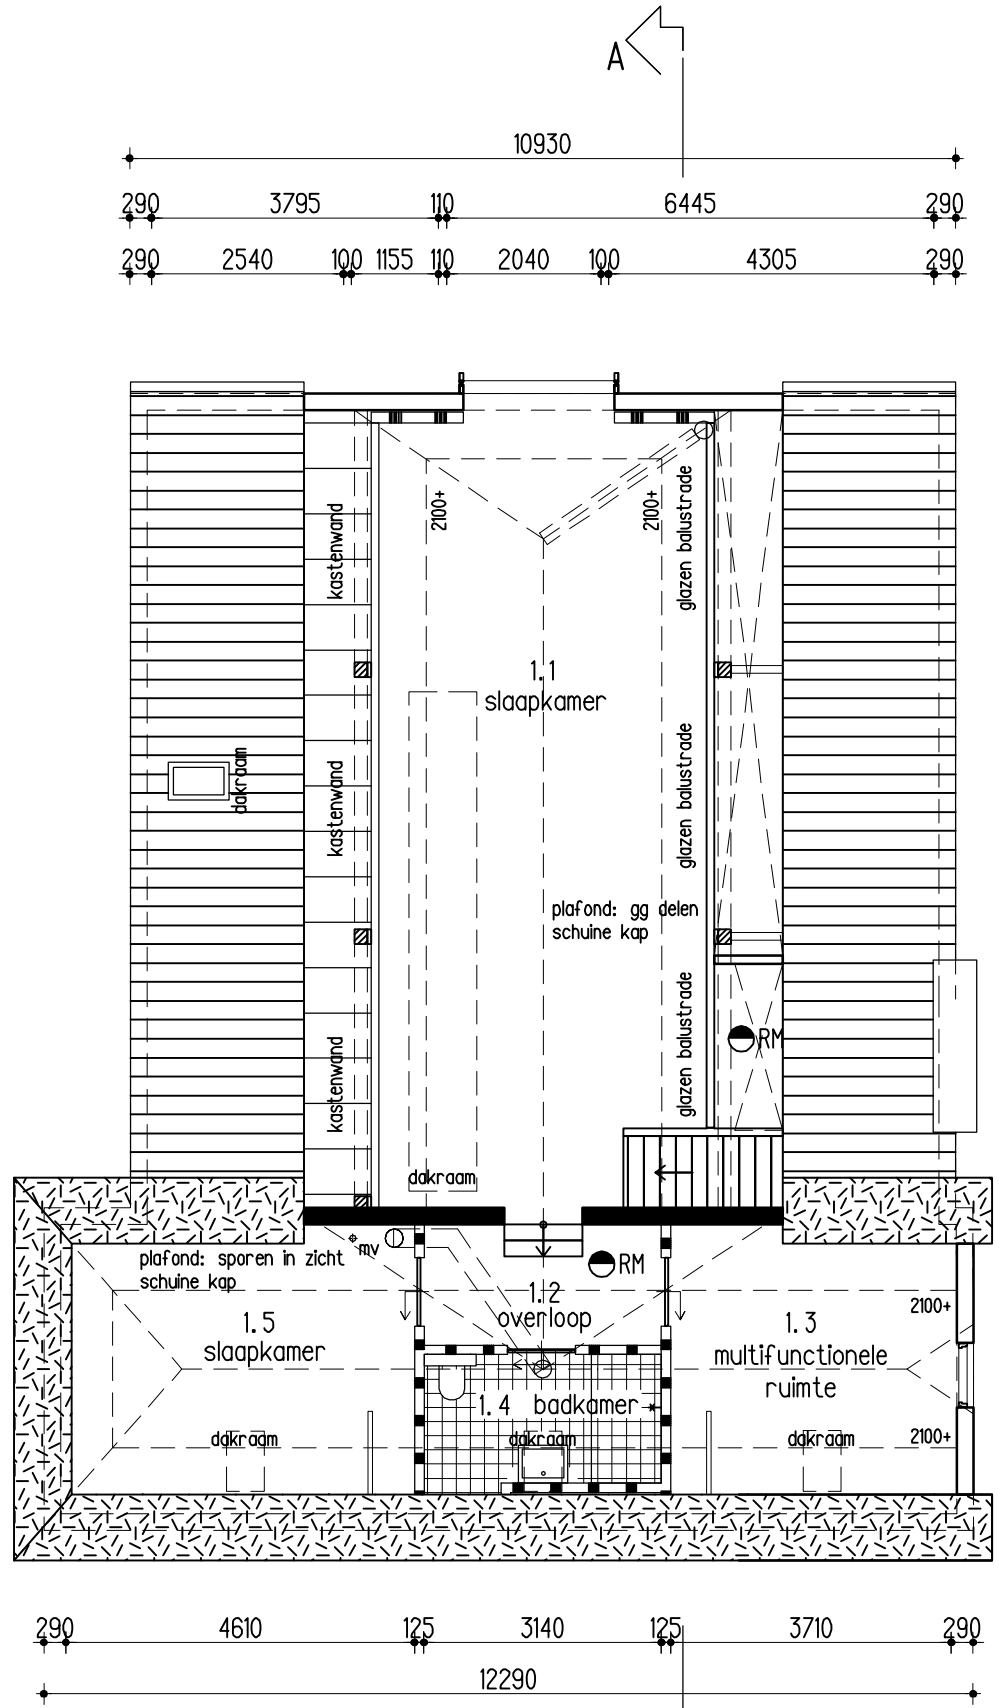 A
10930
290 3795 110 6445 290
290 2540 100 1155 110 2040 100 4305 290
kastenwand
2100+
2100+
glazen balustrade
1.1
slaapkamer
dakraam
kastenwand
glazen balustrade
plafond: gg delen
schuine kap
glazen balustrade
RM
kastenwand
dakraam
mv
plafond: sporen in zicht
schuine kap
RM
1.2
overloop
2100+
1.5
slaapkamer
1.3
multifunctionele
ruimte
1.4 badkamer
dakraam
dakraam
dakraam
2100+
290 4610 125 3140 125 3710 290
12290